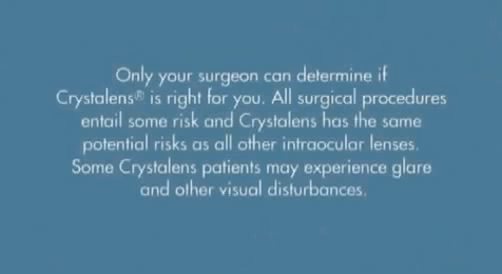 Only your surgeon can determine if
Crystalens® is right for you. All surgical procedures
entail some risk and Crystalens has the same
potential risks as all other intraocular lenses.
Some Crystalens patients may experience glare
and other visual disturbances.